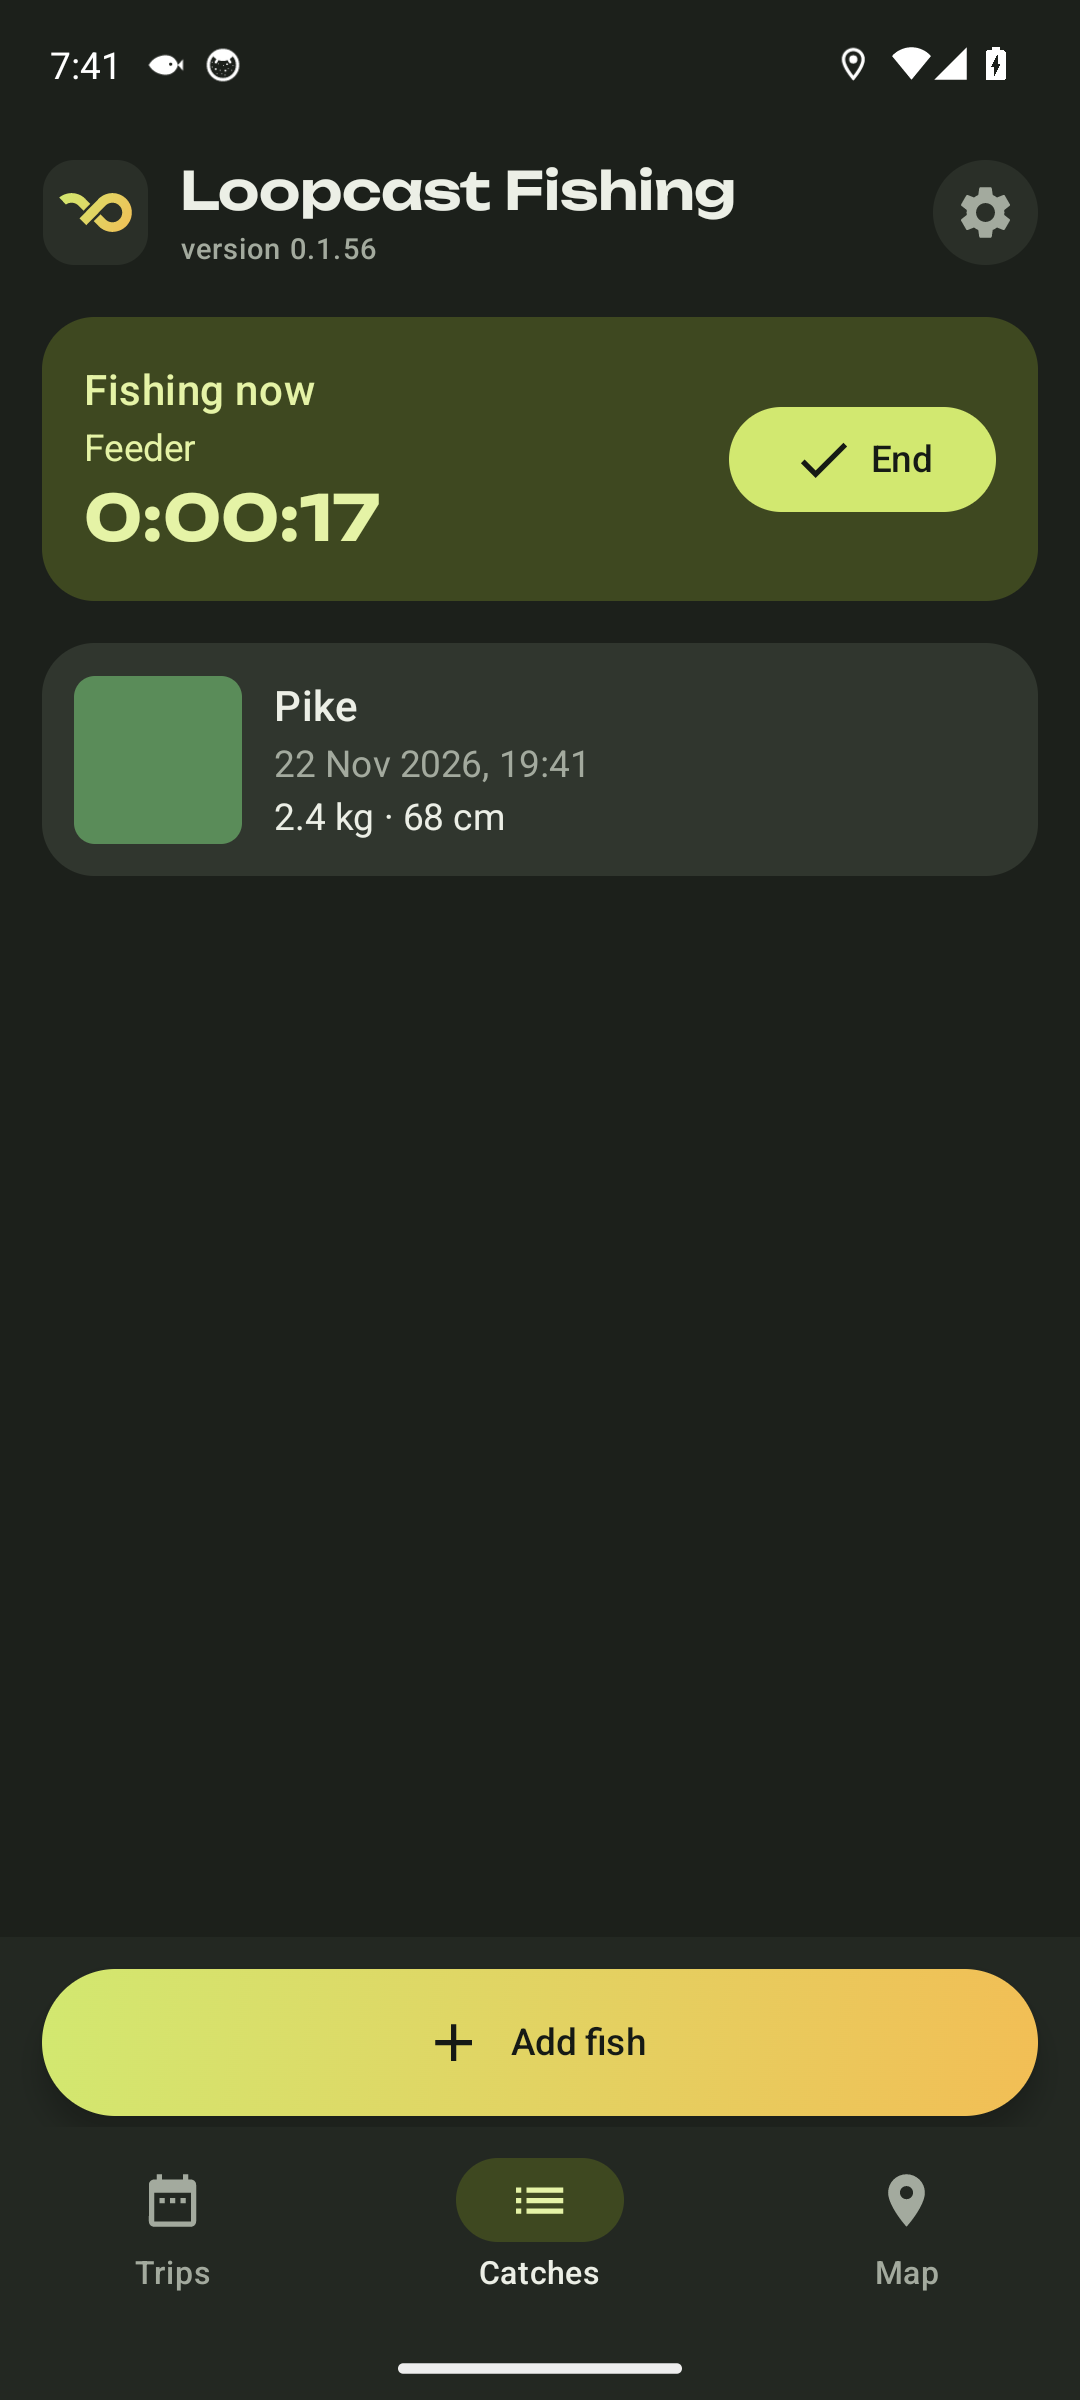 7:41
Loopcast Fishing
version 0.1.56
Fishing now
Feeder
0:00:17
End
Pike
22 Nov 2026, 19:41
2.4 kg · 68 cm
Add fish
Trips
Catches
Map